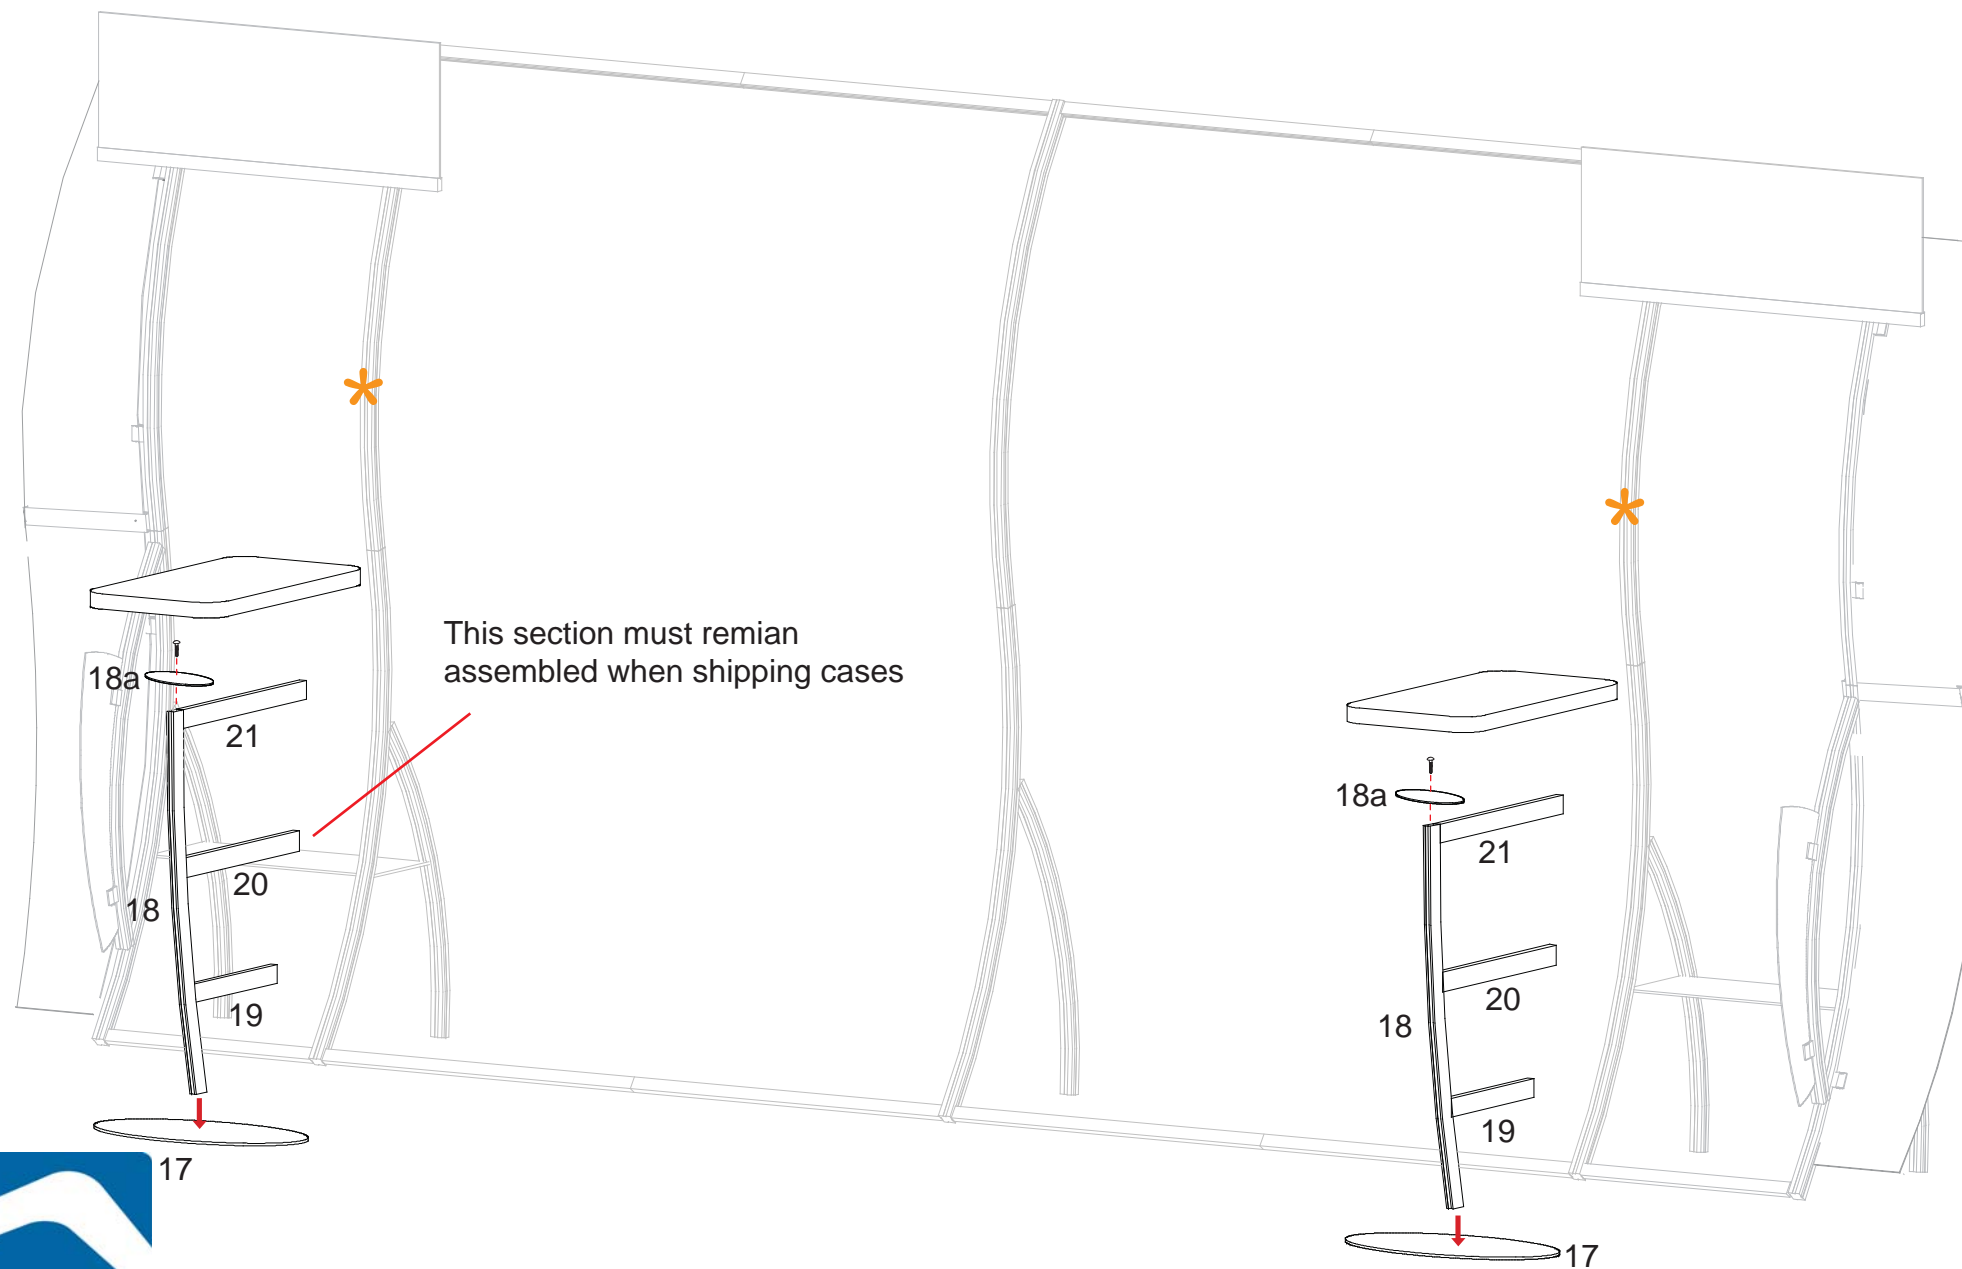 This section must remian
assembled when shipping cases
18a
21
20
18
19
17
18a
21
20
18
19
17